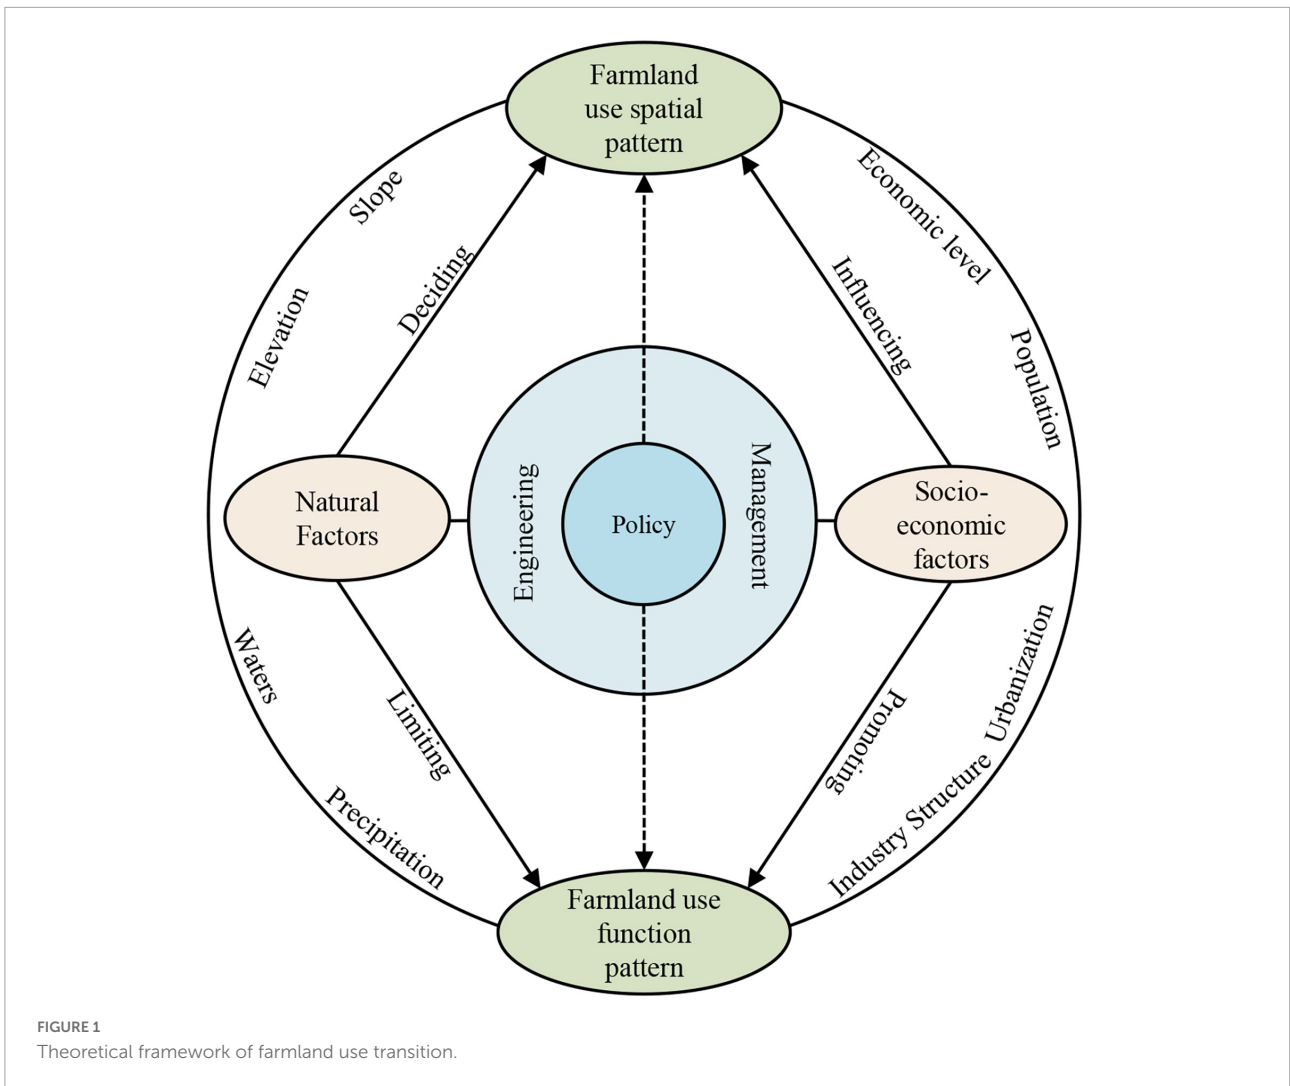 Farmland
use spatial
pattern
Slope
Economic level
Elevation
Deciding
Influencing
Population
Natural
Factors
Engineering
Policy
Management
Socio-
economic
factors
Waters
Limiting
Promoting
Urbanization
Precipitation
Industry Structure
Farmland use
function
pattern
FIGURE 1
Theoretical framework of farmland use transition.